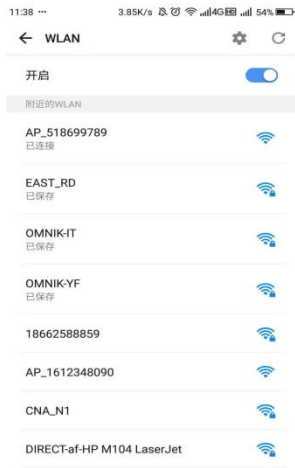 11:38 ··· 3.85K/s 4G HD 54%
WLAN
开启
附近的WLAN
AP_518699789
已连接
EAST_RD
已保存
OMNIK-IT
已保存
OMNIK-YF
已保存
18662588859
AP_1612348090
CNA_N1
DIRECT-af-HP M104 LaserJet